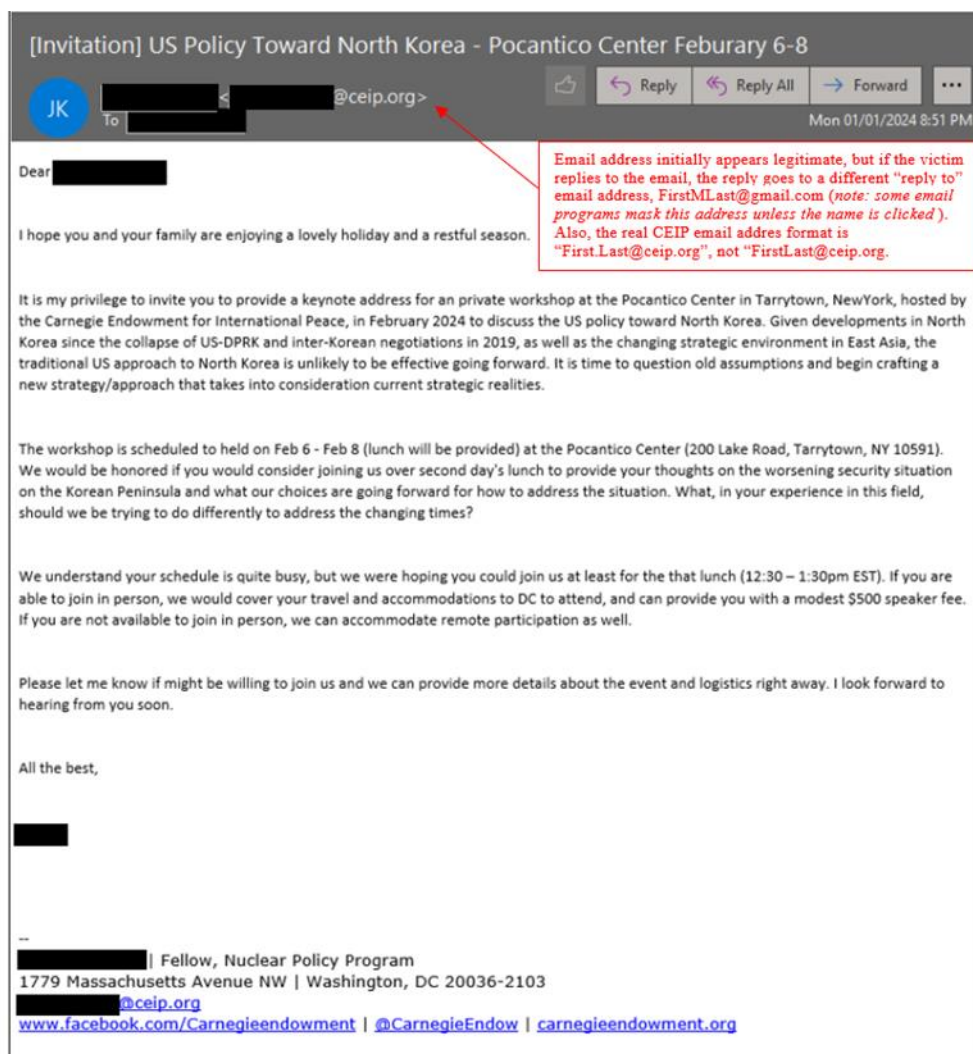 [Invitation] US Policy Toward North Korea - Pocantico Center Feburary 6-8
JK
< @ceip.org>
To
Reply
Reply All
Forward
...
Mon 01/01/2024 8:51 PM
Email address initially appears legitimate, but if the victim
replies to the email, the reply goes to a different “reply to”
email address, FirstMLast@gmail.com (note: some email
programs mask this address unless the name is clicked ).
Also, the real CEIP email addres format is
“First.Last@ceip.org”, not “FirstLast@ceip.org.
Dear
I hope you and your family are enjoying a lovely holiday and a restful season.
It is my privilege to invite you to provide a keynote address for an private workshop at the Pocantico Center in Tarrytown, NewYork, hosted by
the Carnegie Endowment for International Peace, in February 2024 to discuss the US policy toward North Korea. Given developments in North
Korea since the collapse of US-DPRK and inter-Korean negotiations in 2019, as well as the changing strategic environment in East Asia, the
traditional US approach to North Korea is unlikely to be effective going forward. It is time to question old assumptions and begin crafting a
new strategy/approach that takes into consideration current strategic realities.
The workshop is scheduled to held on Feb 6 - Feb 8 (lunch will be provided) at the Pocantico Center (200 Lake Road, Tarrytown, NY 10591).
We would be honored if you would consider joining us over second day's lunch to provide your thoughts on the worsening security situation
on the Korean Peninsula and what our choices are going forward for how to address the situation. What, in your experience in this field,
should we be trying to do differently to address the changing times?
We understand your schedule is quite busy, but we were hoping you could join us at least for the that lunch (12:30 – 1:30pm EST). If you are
able to join in person, we would cover your travel and accommodations to DC to attend, and can provide you with a modest $500 speaker fee.
If you are not available to join in person, we can accommodate remote participation as well.
Please let me know if might be willing to join us and we can provide more details about the event and logistics right away. I look forward to
hearing from you soon.
All the best,
--
| Fellow, Nuclear Policy Program
1779 Massachusetts Avenue NW | Washington, DC 20036-2103
@ceip.org
www.facebook.com/Carnegieendowment | @CarnegieEndow | carnegieendowment.org